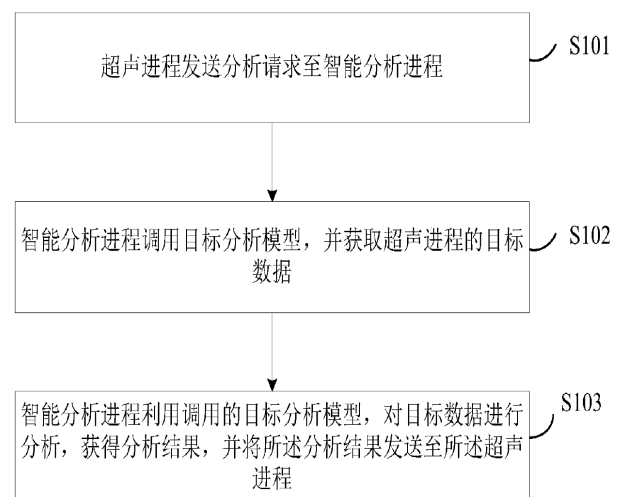 超声进程发送分析请求至智能分析进程
S101
智能分析进程调用目标分析模型，并获取超声进程的目标
数据
S102
智能分析进程利用调用的目标分析模型，对目标数据进行
分析，获得分析结果，并将所述分析结果发送至所述超声
进程
S103